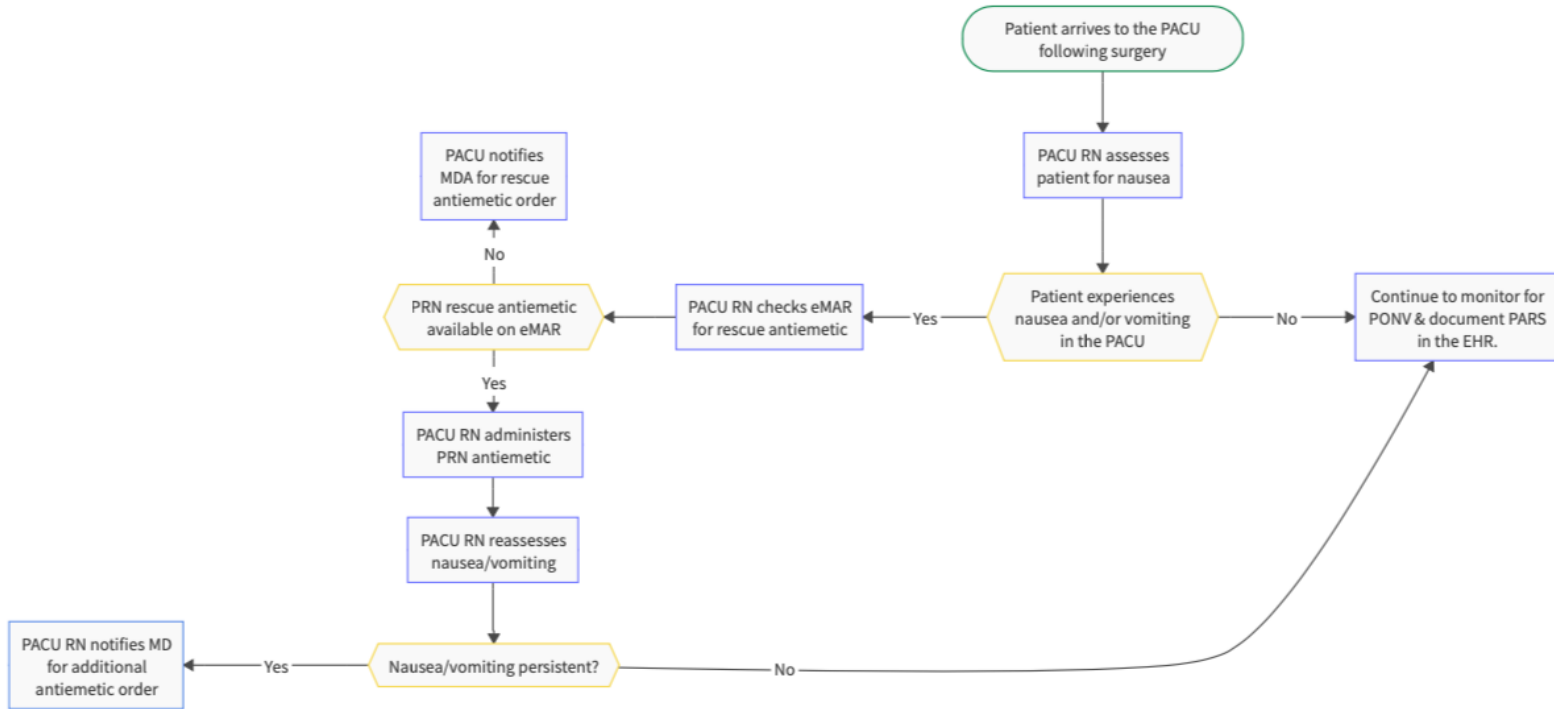 Patient arrives to the PACU
following surgery
PACU RN assesses
patient for nausea
Patient experiences
nausea and/or vomiting
in the PACU
No
Continue to monitor for
PONV & document PARS
in the EHR.
Yes
PACU RN checks eMAR
for rescue antiemetic
PRN rescue antiemetic
available on eMAR
No
PACU notifies
MDA for rescue
antiemetic order
Yes
PACU RN administers
PRN antiemetic
PACU RN reassesses
nausea/vomiting
Nausea/vomiting persistent?
Yes
PACU RN notifies MD
for additional
antiemetic order
No